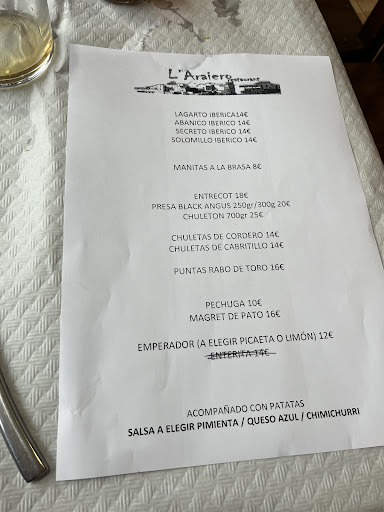 L'Araiero
restaurant
LAGARTO IBERICA14€
ABANICO IBERICO 14€
SECRETO IBERICO 14€
SOLOMILLO IBERICO 14€
MANITAS A LA BRASA 8€
ENTRECOT 18€
PRESA BLACK ANGUS 250gr/300g 20€
CHULETON 700gr 25€
CHULETAS DE CORDERO 14€
CHULETAS DE CABRITILLO 14€
PUNTAS RABO DE TORO 16€
PECHUGA 10€
MAGRET DE PATO 16€
EMPERADOR (A ELEGIR PICAETA O LIMÓN) 12€
ENTERITA 14€
ACOMPAÑADO CON PATATAS
SALSA A ELEGIR PIMIENTA / QUESO AZUL / CHIMICHURRI